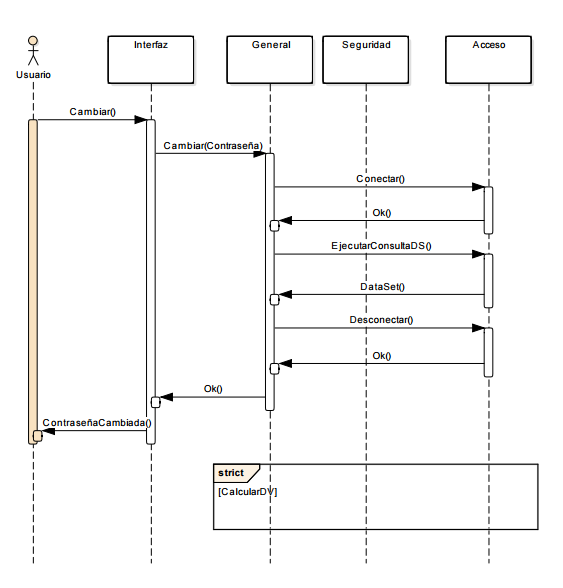 Usuario
Interfaz
General
Seguridad
Acceso
Cambiar()
Cambiar(Contraseña)
Conectar()
Ok()
EjecutarConsultaDS()
DataSet()
Desconectar()
Ok()
Ok()
ContraseñaCambiada()
strict
[CalcularDV]